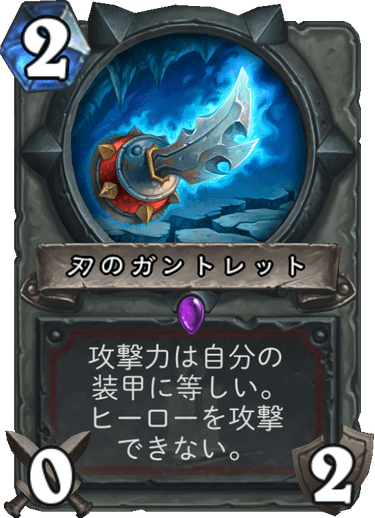 2
刃のガントレット
攻撃力は自分の
装甲に等しい。
ヒーローを攻撃
できない。
0
2